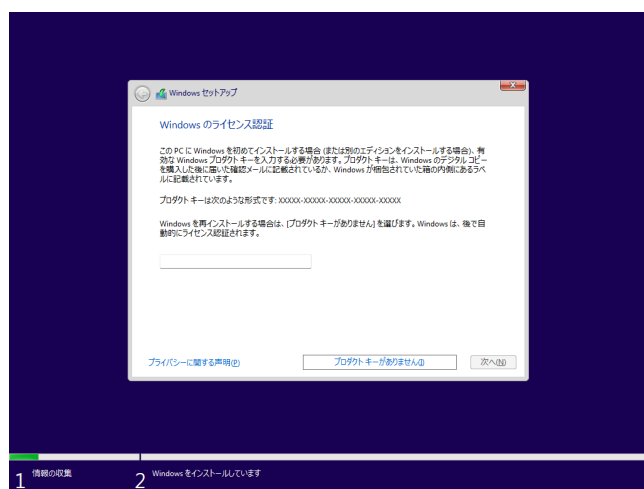 Windows セットアップ
Windows のライセンス認証
この PC に Windows を初めてインストールする場合 (または別のエディションをインストールする場合)、有
効な Windows プロダクト キーを入力する必要があります。プロダクト キーは、Windows のデジタル コピー
を購入した後に届いた確認メールに記載されているか、Windows が梱包されていた箱の内側にあるラベ
ルに記載されています。
プロダクト キーは次のような形式です: XXXXX-XXXXX-XXXXX-XXXXX-XXXXX
Windows を再インストールする場合は、[プロダクト キーがありません] を選びます。Windows は、後で自
動的にライセンス認証されます。
プライバシーに関する声明(P)
プロダクト キーがありません(I)
次へ(N)
1 情報の収集
2 Windows をインストールしています